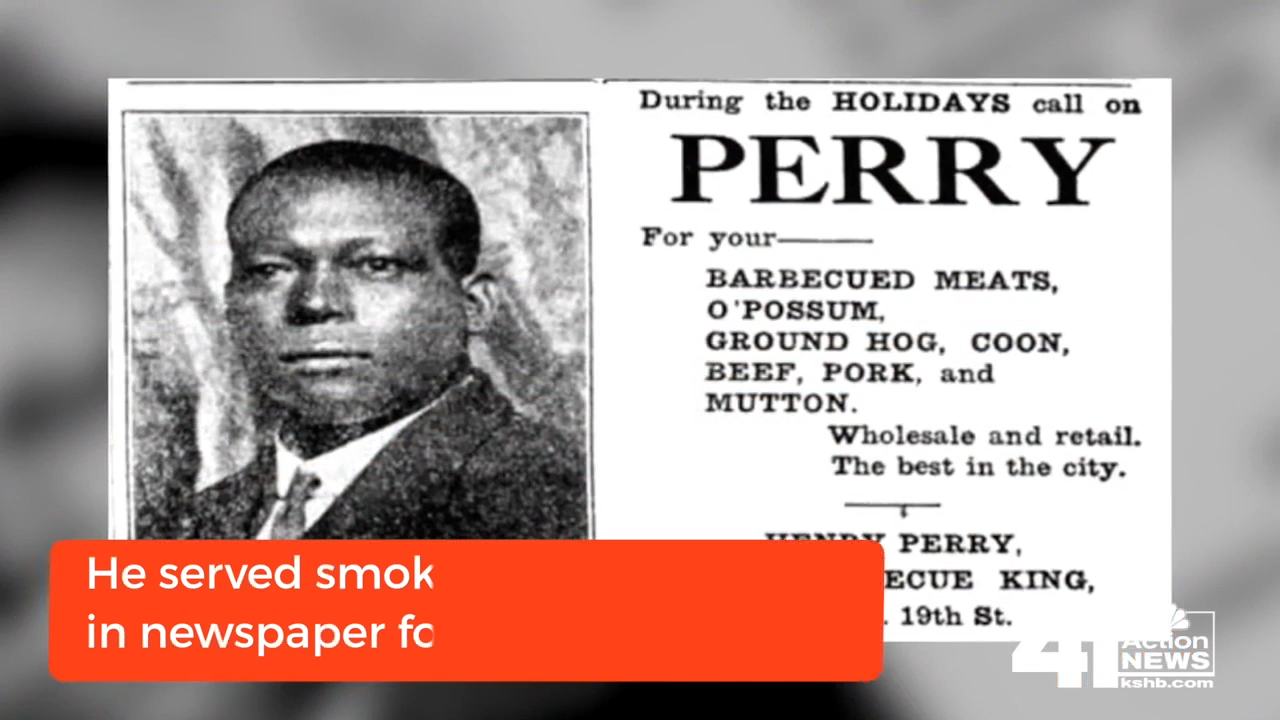 During the HOLIDAYS call on
PERRY
For your
BARBECUED MEATS,
O'POSSUM,
GROUND HOG, COON,
BEEF, PORK, and
MUTTON.
Wholesale and retail.
The best in the city.
HENRY PERRY,
ECUE KING,
. 19th St.
He served smok
in newspaper fo
41
Action
NEWS
kshb.com